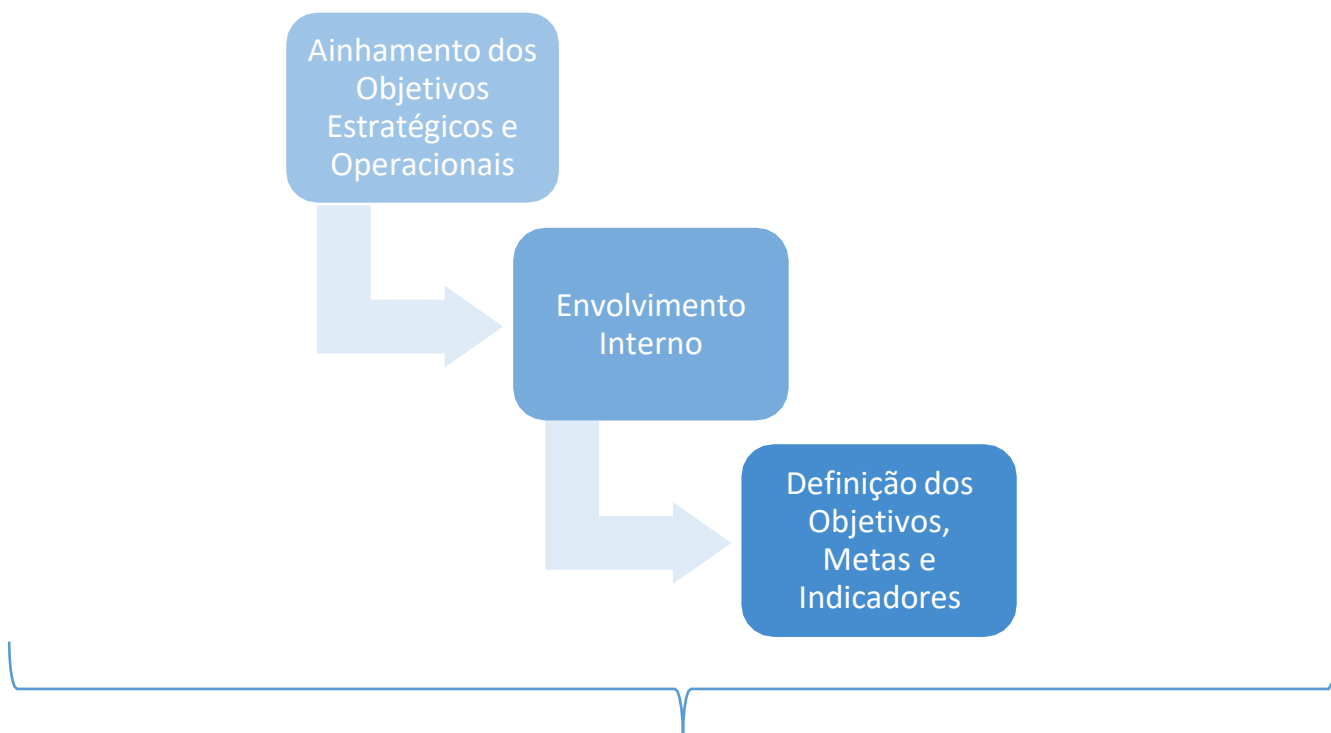 Ainhamento dos
Objetivos
Estratégicos e
Operacionais
Envolvimento
Interno
Definição dos
Objetivos,
Metas e
Indicadores